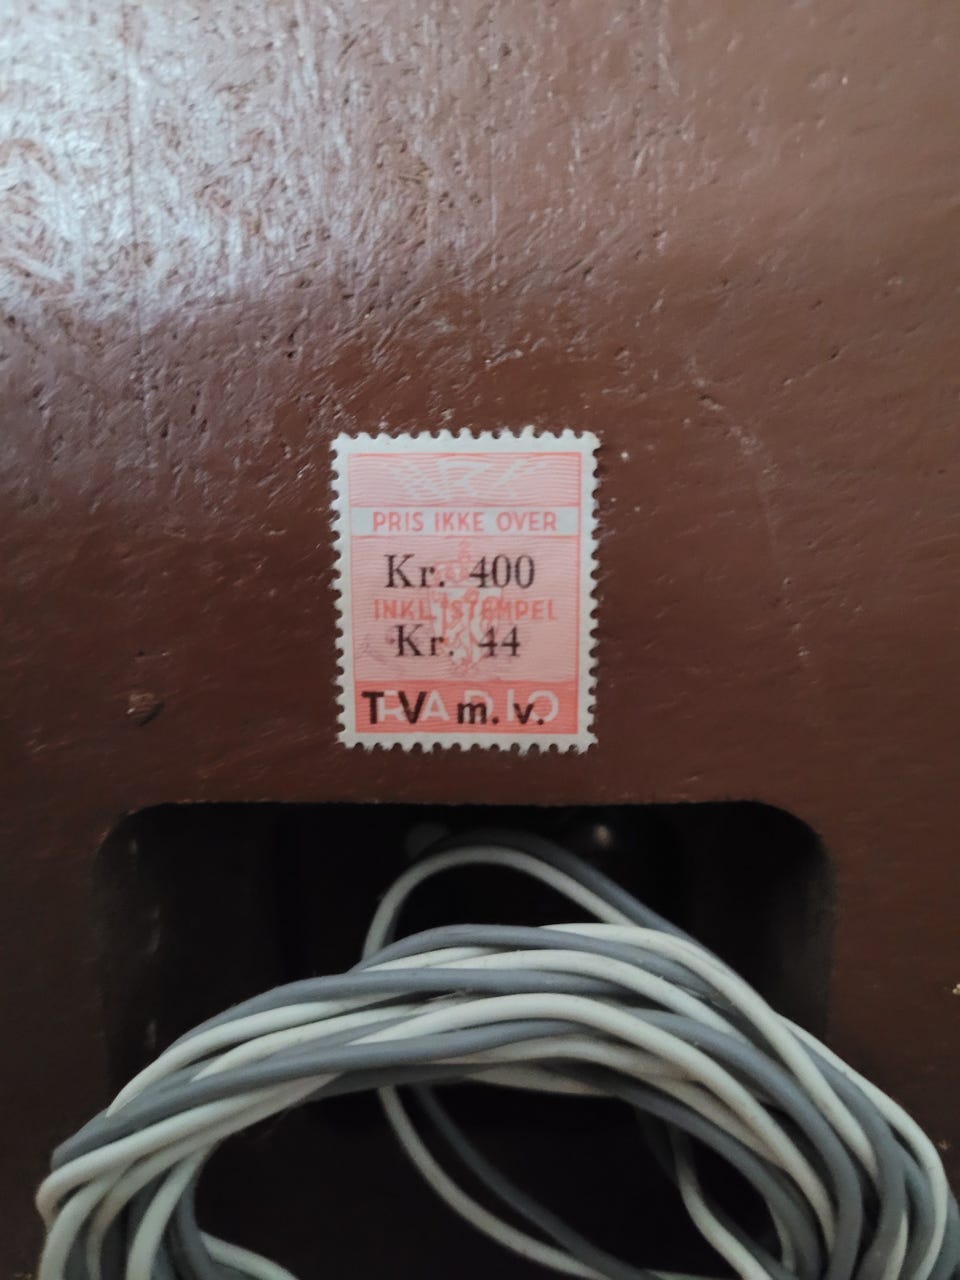 PRIS IKKE OVER
Kr. 400
INKL. STEMPEL
Kr. 44
RADIO
TV m. v.